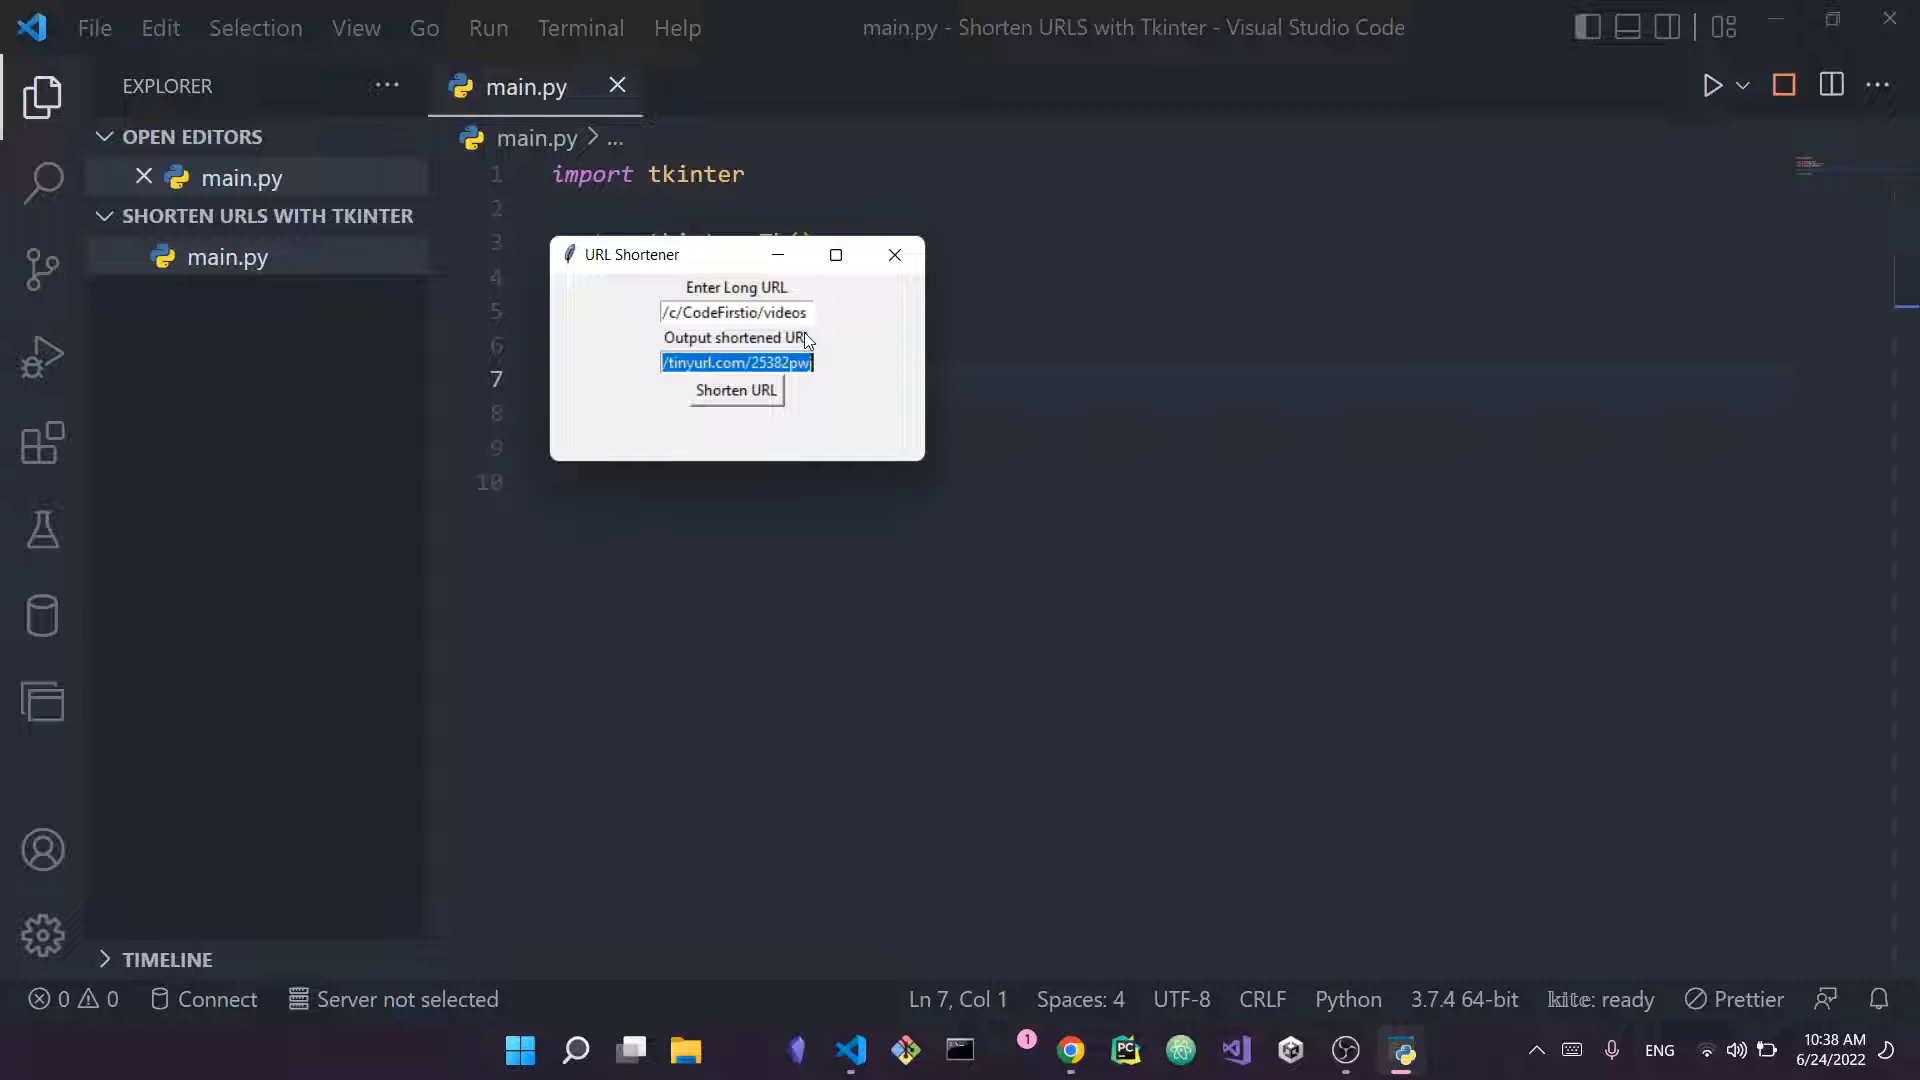 File Edit Selection View Go Run Terminal Help main.py - Shorten URLS with Tkinter - Visual Studio Code
EXPLORER
main.py
OPEN EDITORS
main.py > ...
main.py
SHORTEN URLS WITH TKINTER
main.py
1 import tkinter
2
3
4
5
6
7
8
9
10
URL Shortener
Enter Long URL
/c/CodeFirstio/videos
Output shortened URL
/tinyurl.com/25382pwj
Shorten URL
TIMELINE
0 0 Connect Server not selected Ln 7, Col 1 Spaces: 4 UTF-8 CRLF Python 3.7.4 64-bit kite: ready Prettier
1
PC
ENG
10:38 AM
6/24/2022